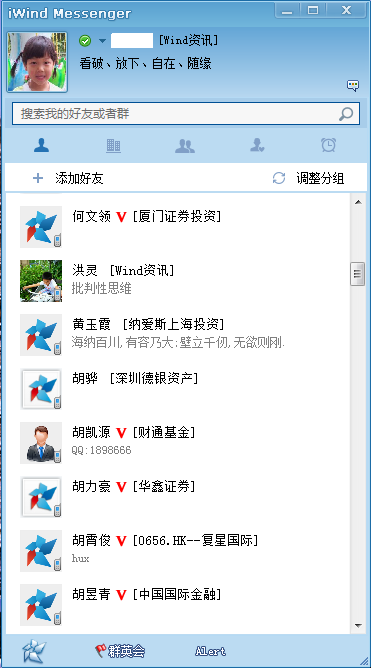 iWind Messenger
[Wind资讯]
看破、放下、自在、随缘
搜索我的好友或者群
添加好友 调整分组
何文领 V [厦门证券投资]
洪灵 [Wind资讯]
批判性思维
黄玉霞 [纳爱斯上海投资]
海纳百川,有容乃大;壁立千仞,无欲则刚.
胡骅 [深圳德银资产]
胡凯源 V [财通基金]
QQ:1898666
胡力豪 V [华鑫证券]
胡霄俊 V [0656.HK--复星国际]
hux
胡昱青 V [中国国际金融]
群英会 Alert